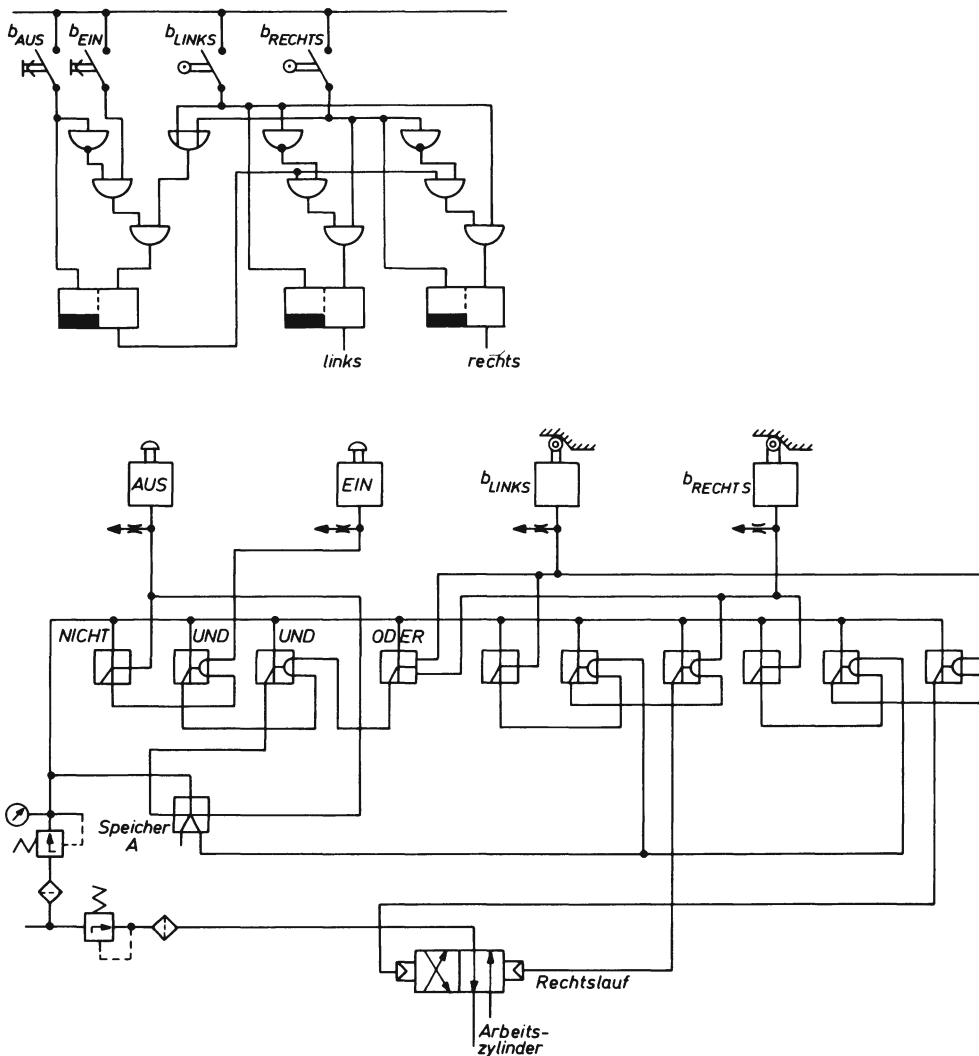 bAUS bEIN bLINKS bRECHTS
links rechts
AUS EIN bLINKS bRECHTS
NICHT UND UND ODER
Speicher
A
Rechtslauf
Arbeits-
zylinder